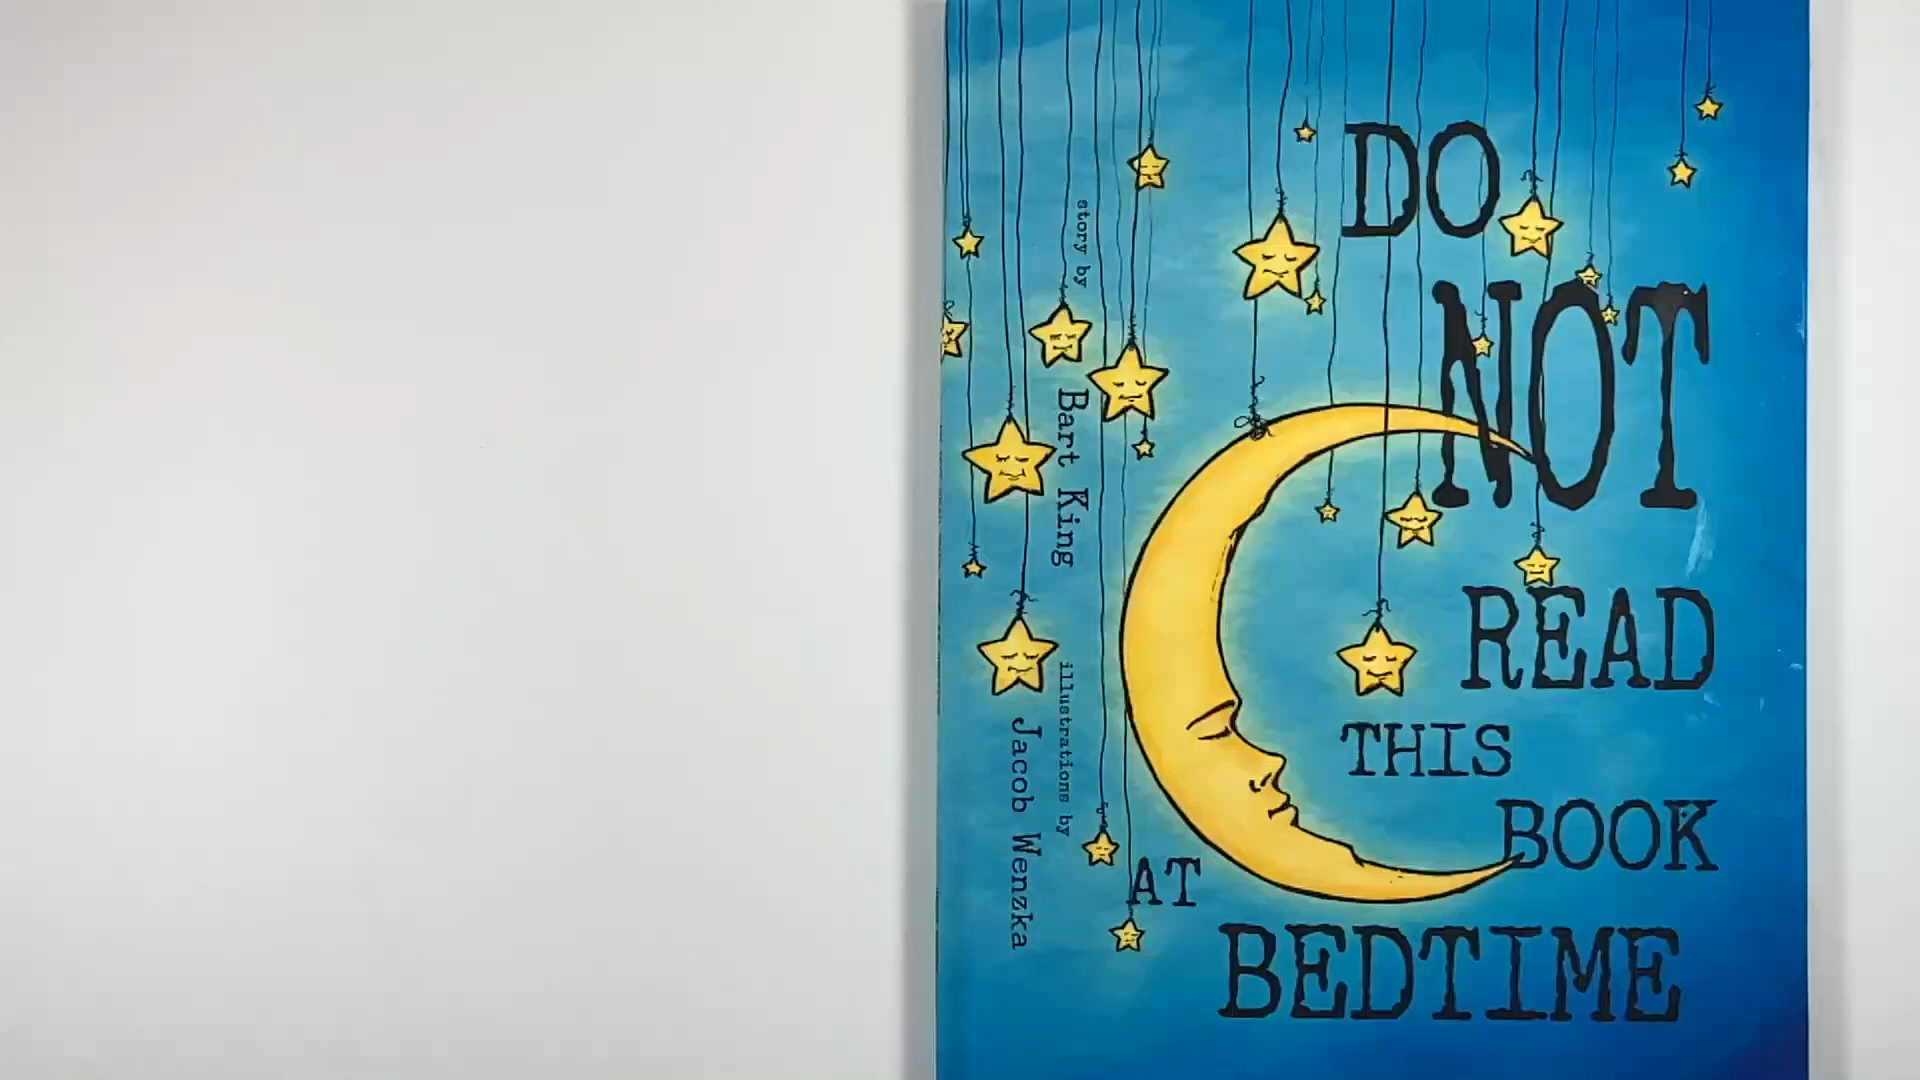 DO
NOT
READ
THIS
BOOK
AT
BEDTIME
story by
Bart King
illustrations by
Jacob Wenzka